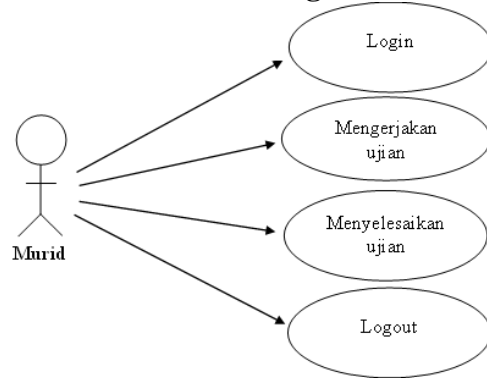 Login
Mengerjakan
ujian
Menyelesaikan
ujian
Murid
Logout